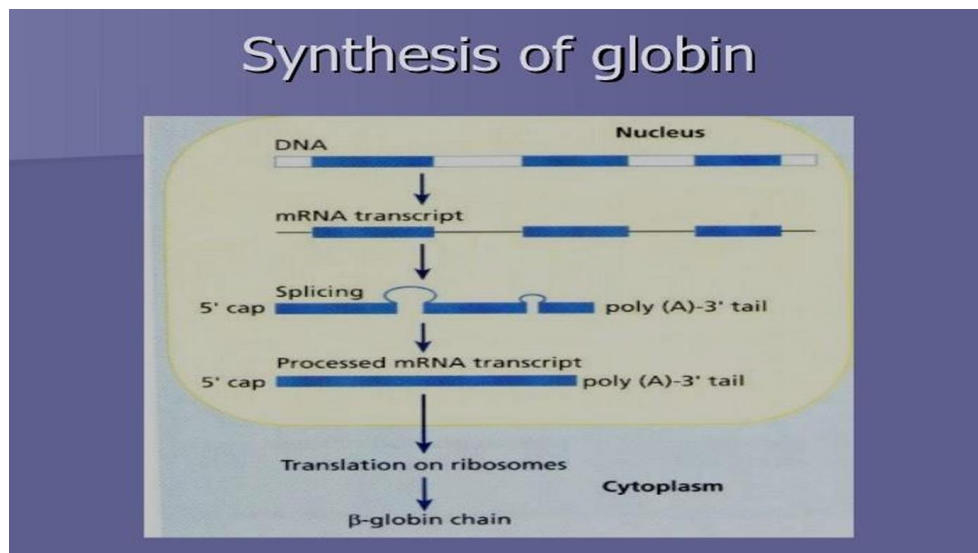 Synthesis of globin
Nucleus
DNA
mRNA transcript
Splicing
5' cap poly (A)-3' tail
Processed mRNA transcript
5' cap poly (A)-3' tail
Translation on ribosomes
Cytoplasm
β-globin chain